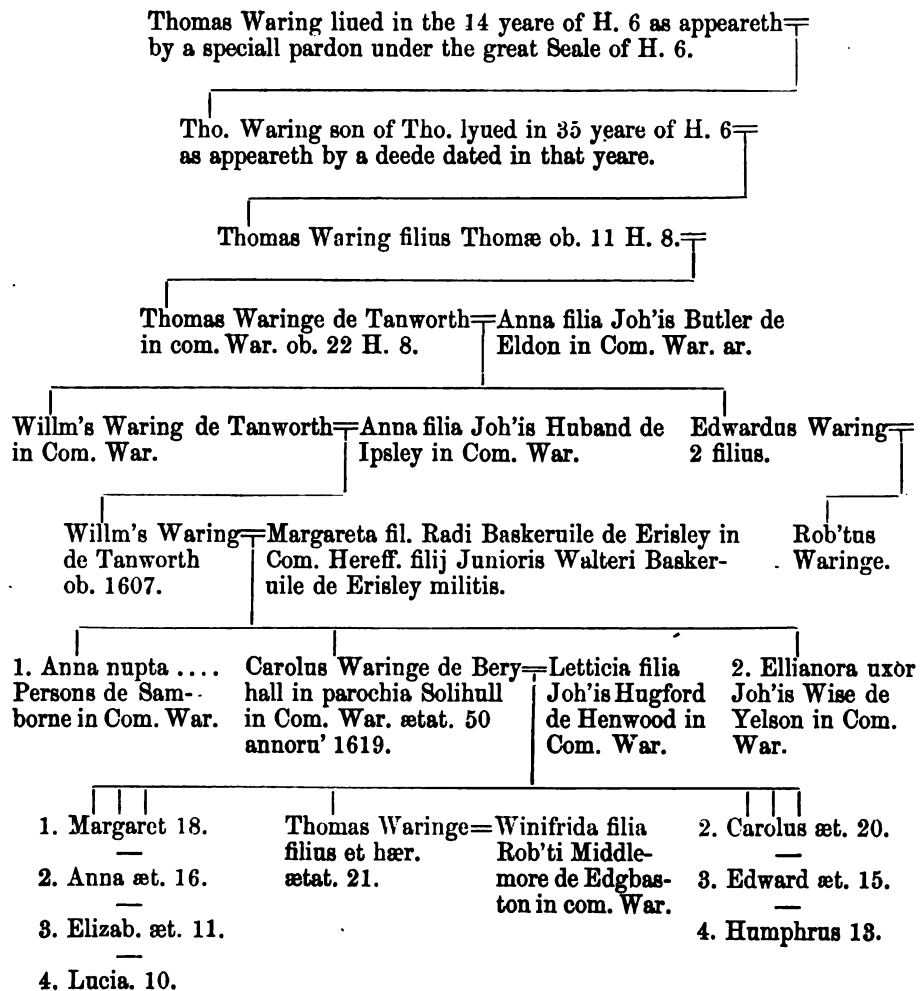 Thomas Waring liued in the 14 yeare of H. 6 as appeareth
by a speciall pardon under the great Seale of H. 6.
Tho. Waring son of Tho. lyued in 35 yeare of H. 6
as appeareth by a deede dated in that yeare.
Thomas Waring filius Thomæ ob. 11 H. 8.
Thomas Waringe de Tanworth
in com. War. ob. 22 H. 8.
Anna filia Joh'is Butler de
Eldon in Com. War. ar.
Willm's Waring de Tanworth
in Com. War.
Anna filia Joh'is Huband de
Ipsley in Com. War.
Edwardus Waring
2 filius.
Willm's Waring
de Tanworth
ob. 1607.
Margareta fil. Radi Baskeruile de Erisley in
Com. Hereff. filij Junioris Walteri Basker-
uile de Erisley militis.
Rob'tus
Waringe.
1. Anna nupta ....
Persons de Sam-
borne in Com. War.
Carolus Waringe de Bery
hall in parochia Solihull
in Com. War. ætat. 50
annoru' 1619.
Letticia filia
Joh'is Hugford
de Henwood in
Com. War.
2. Ellianora uxòr
Joh'is Wise de
Yelson in Com.
War.
1. Margaret 18.
2. Anna æt. 16.
3. Elizab. æt. 11.
4. Lucia. 10.
Thomas Waringe
filius et hær.
ætat. 21.
Winifrida filia
Rob'ti Middle-
more de Edgbas-
ton in com. War.
2. Carolus æt. 20.
3. Edward æt. 15.
4. Humphrus 13.